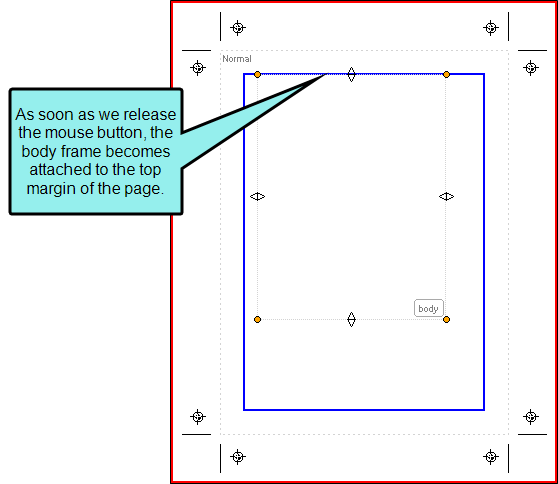 Normal
As soon as we release
the mouse button, the
body frame becomes
attached to the top
margin of the page.
body